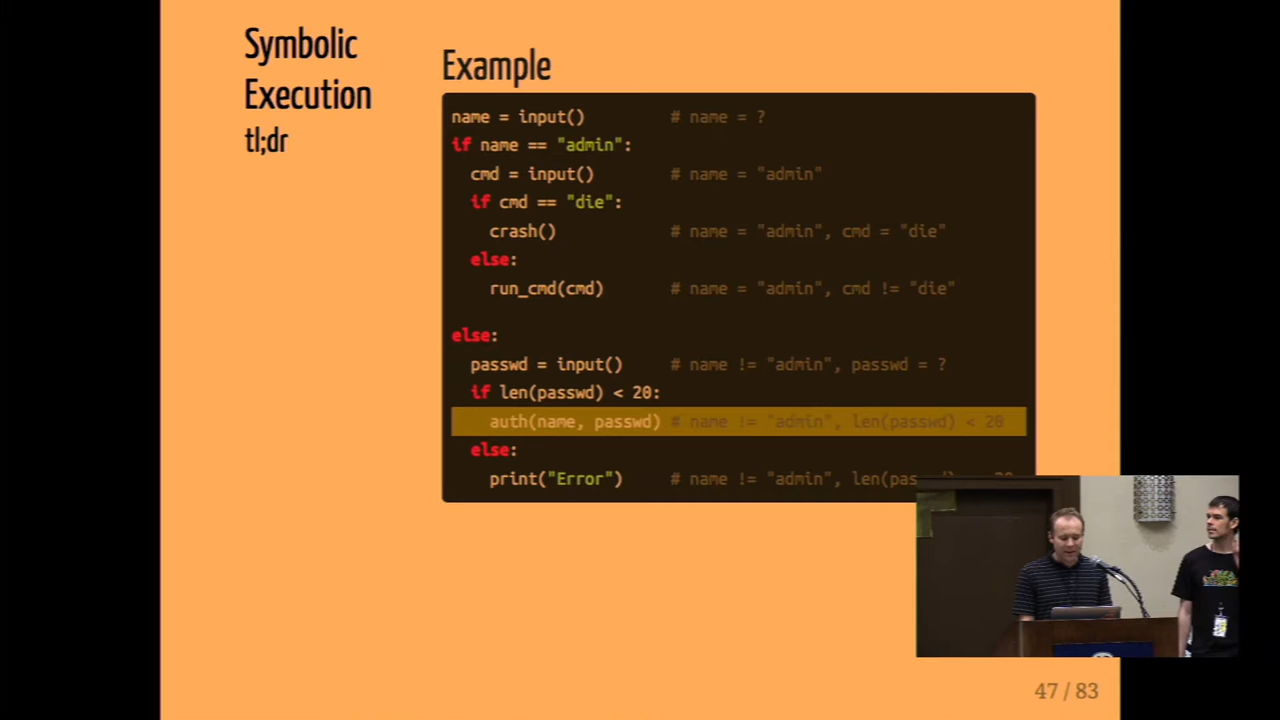 Symbolic
Execution
tl;dr
Example
name = input() # name = ?
if name == "admin":
cmd = input() # name = "admin"
if cmd == "die":
crash() # name = "admin", cmd = "die"
else:
run_cmd(cmd) # name = "admin", cmd != "die"
else:
passwd = input() # name != "admin", passwd = ?
if len(passwd) < 20:
auth(name, passwd) # name != "admin", len(passwd) < 20
else:
print("Error") # name != "admin", len(pas
47 / 83